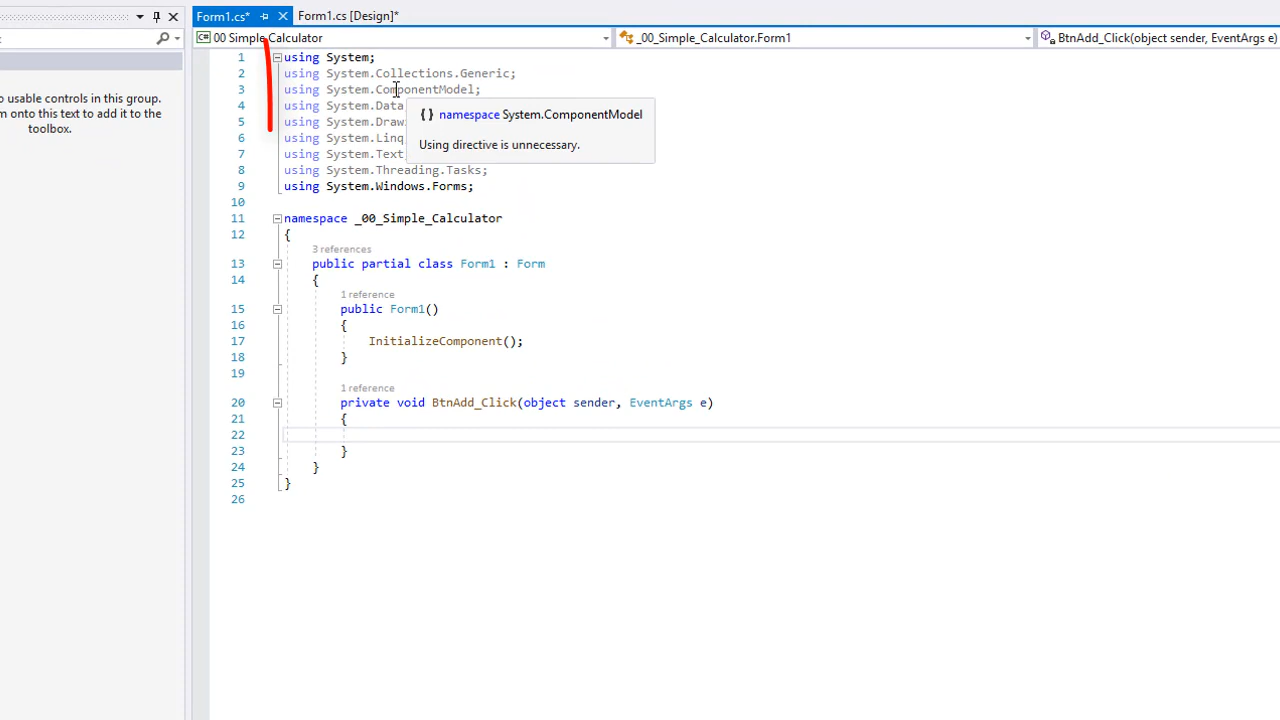 Form1.cs*
Form1.cs [Design]*
00 Simple_Calculator
_00_Simple_Calculator.Form1
BtnAdd_Click(object sender, EventArgs e)
o usable controls in this group.
m onto this text to add it to the
toolbox.
1 using System;
2 using System.Collections.Generic;
3 using System.ComponentModel;
4 using System.Data
5 using System.Draw
6 using System.Linq
7 using System.Text
8 using System.Threading.Tasks;
9 using System.Windows.Forms;
{ } namespace System.ComponentModel
Using directive is unnecessary.
10
11 namespace _00_Simple_Calculator
12 {
3 references
13 public partial class Form1 : Form
14 {
1 reference
15 public Form1()
16 {
17 InitializeComponent();
18 }
19
1 reference
20 private void BtnAdd_Click(object sender, EventArgs e)
21 {
22
23 }
24 }
25 }
26